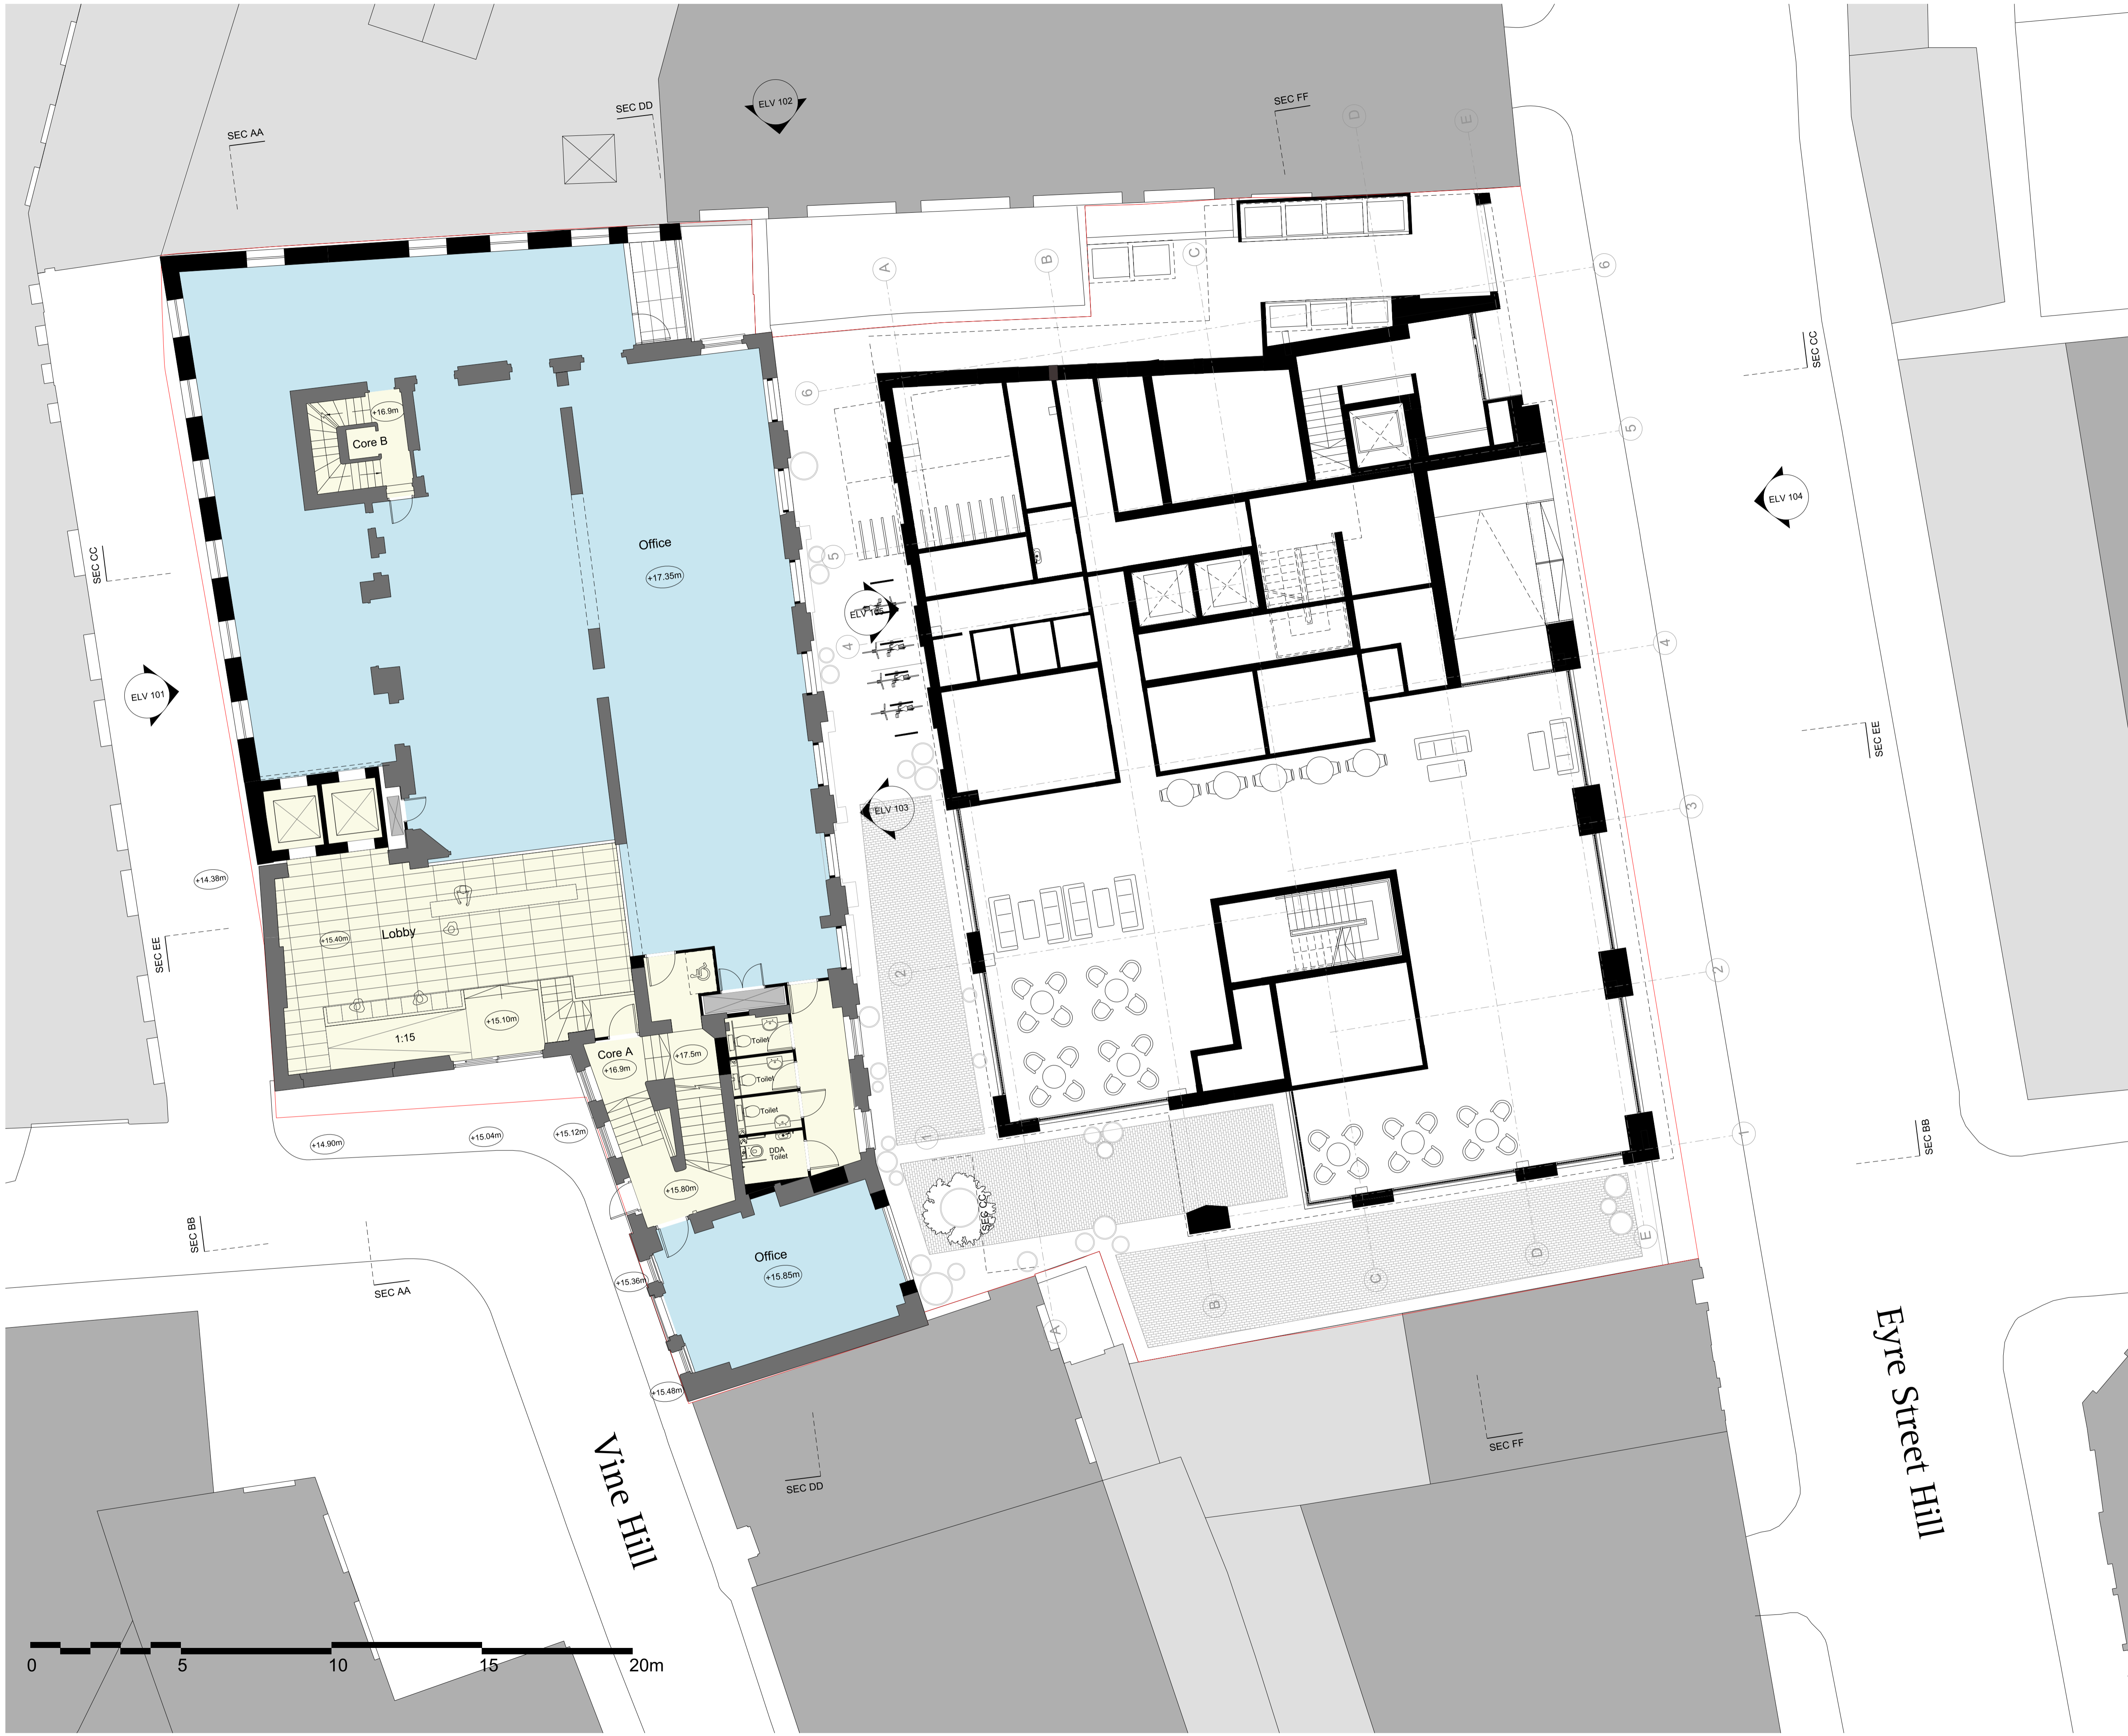 ELV 102
SEC DD
SEC FF
SEC AA
D
E
A
B
C
6
6
SEC CC
+16.9m
Core B
5
ELV 104
Office
+17.35m
5
SEC CC
ELV 105
4
4
ELV 101
SEC EE
3
ELV 103
+14.38m
Lobby
+15.40m
SEC EE
2
2
+15.10m
1:15
Core A
+16.9m
+17.5m
Toilet
Toilet
Toilet
DDA
Toilet
+14.90m
+15.04m
+15.12m
1
1
SEC BB
+15.80m
SEC CC
SEC BB
Office
+15.85m
+15.36m
SEC AA
E
D
C
B
A
+15.48m
Eyre Street Hill
Vine Hill
SEC FF
SEC DD
0 5 10 15 20m